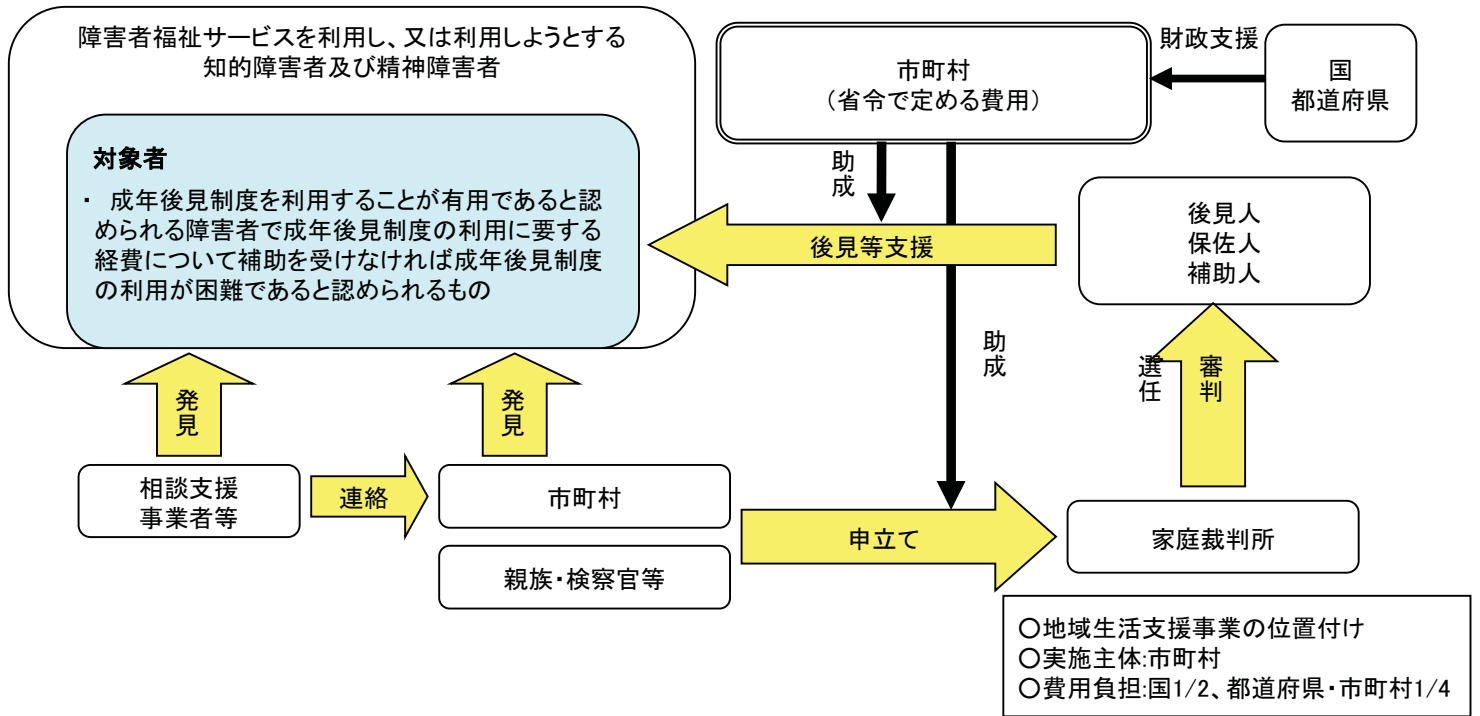 障害者福祉サービスを利用し、又は利用しようとする
知的障害者及び精神障害者
対象者
・ 成年後見制度を利用することが有用であると認
められる障害者で成年後見制度の利用に要する
経費について補助を受けなければ成年後見制度
の利用が困難であると認められるもの
市町村
（省令で定める費用）
財政支援
国
都道府県
助成
後見等支援
後見人
保佐人
補助人
助成
選任
審判
発見
発見
相談支援
事業者等
連絡
市町村
親族・検察官等
申立て
家庭裁判所
○地域生活支援事業の位置付け
○実施主体:市町村
○費用負担:国1/2、都道府県・市町村1/4